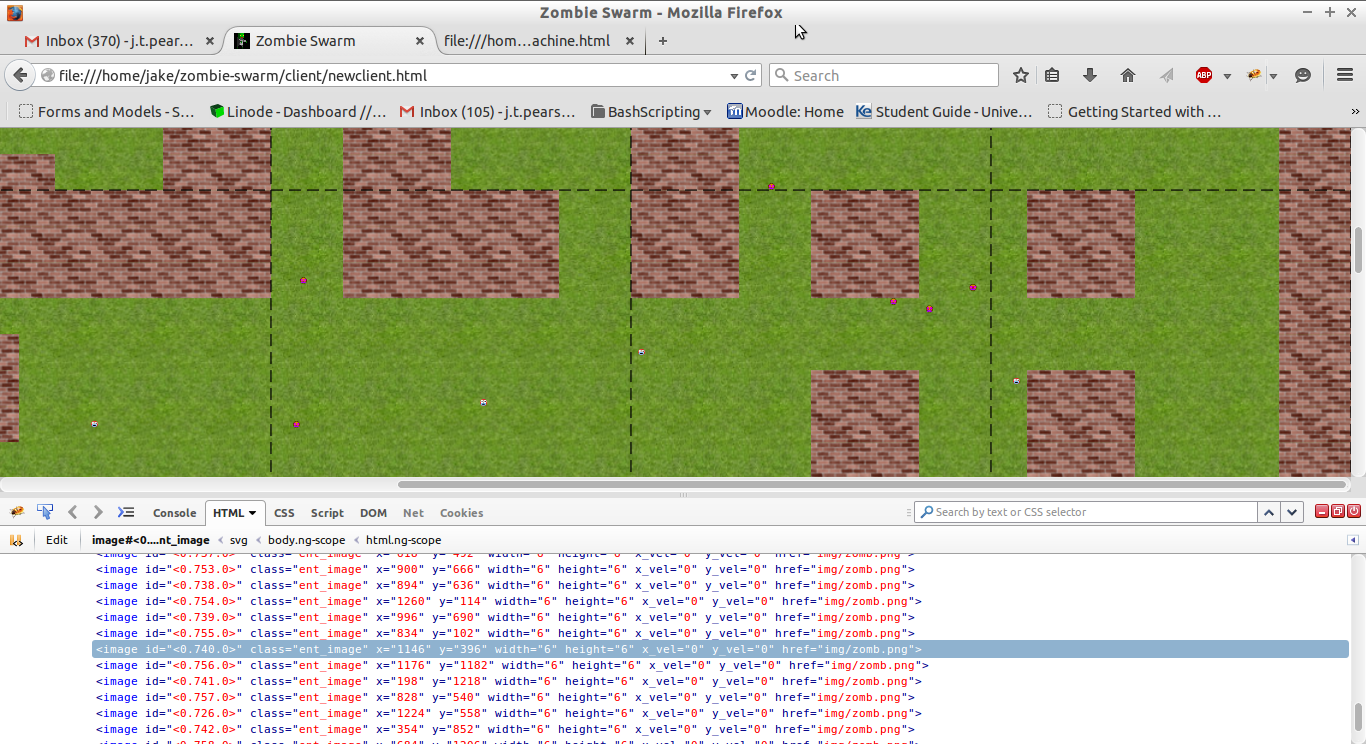 Zombie Swarm - Mozilla Firefox
Inbox (370) - j.t.pear... Zombie Swarm file:///hom...achine.html
file:///home/jake/zombie-swarm/client/newclient.html Search ABP
Forms and Models - S... Linode - Dashboard //... Inbox (105) - j.t.pears... BashScripting Moodle: Home Ke Student Guide - Unive... Getting Started with ... »
Console HTML CSS Script DOM Net Cookies Search by text or CSS selector
Edit image#<0....nt_image < svg < body.ng-scope < html.ng-scope
<image id="<0.753.0>" class="ent_image" x="900" y="666" width="6" height="6" x_vel="0" y_vel="0" href="img/zomb.png">
<image id="<0.738.0>" class="ent_image" x="894" y="636" width="6" height="6" x_vel="0" y_vel="0" href="img/zomb.png">
<image id="<0.754.0>" class="ent_image" x="1260" y="114" width="6" height="6" x_vel="0" y_vel="0" href="img/zomb.png">
<image id="<0.739.0>" class="ent_image" x="996" y="690" width="6" height="6" x_vel="0" y_vel="0" href="img/zomb.png">
<image id="<0.755.0>" class="ent_image" x="834" y="102" width="6" height="6" x_vel="0" y_vel="0" href="img/zomb.png">
<image id="<0.740.0>" class="ent_image" x="1146" y="396" width="6" height="6" x_vel="0" y_vel="0" href="img/zomb.png">
<image id="<0.756.0>" class="ent_image" x="1176" y="1182" width="6" height="6" x_vel="0" y_vel="0" href="img/zomb.png">
<image id="<0.741.0>" class="ent_image" x="198" y="1218" width="6" height="6" x_vel="0" y_vel="0" href="img/zomb.png">
<image id="<0.757.0>" class="ent_image" x="828" y="540" width="6" height="6" x_vel="0" y_vel="0" href="img/zomb.png">
<image id="<0.726.0>" class="ent_image" x="1224" y="558" width="6" height="6" x_vel="0" y_vel="0" href="img/zomb.png">
<image id="<0.742.0>" class="ent_image" x="354" y="852" width="6" height="6" x_vel="0" y_vel="0" href="img/zomb.png">